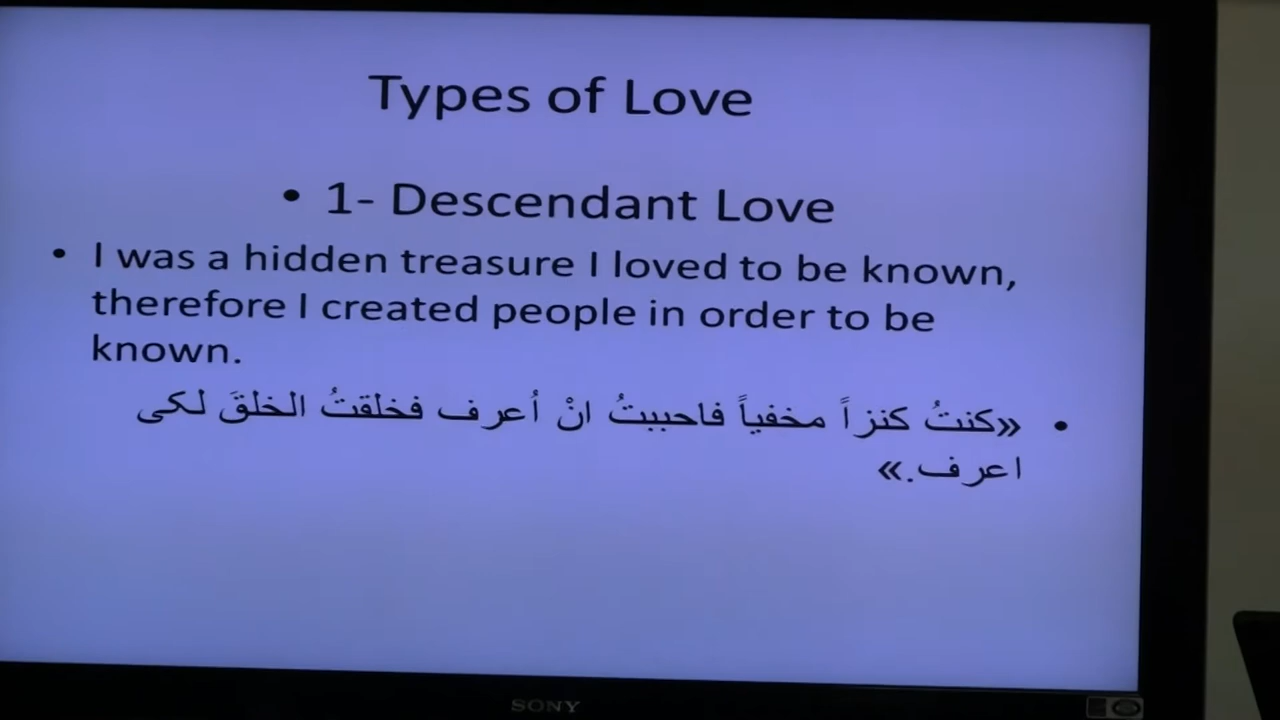 Types of Love
• 1- Descendant Love
• I was a hidden treasure I loved to be known,
therefore I created people in order to be
known.
• «كنتُ كنزاً مخفياً فاحببتُ انْ أعرف فخلقتُ الخلقَ لكى
اعرف.»
SONY